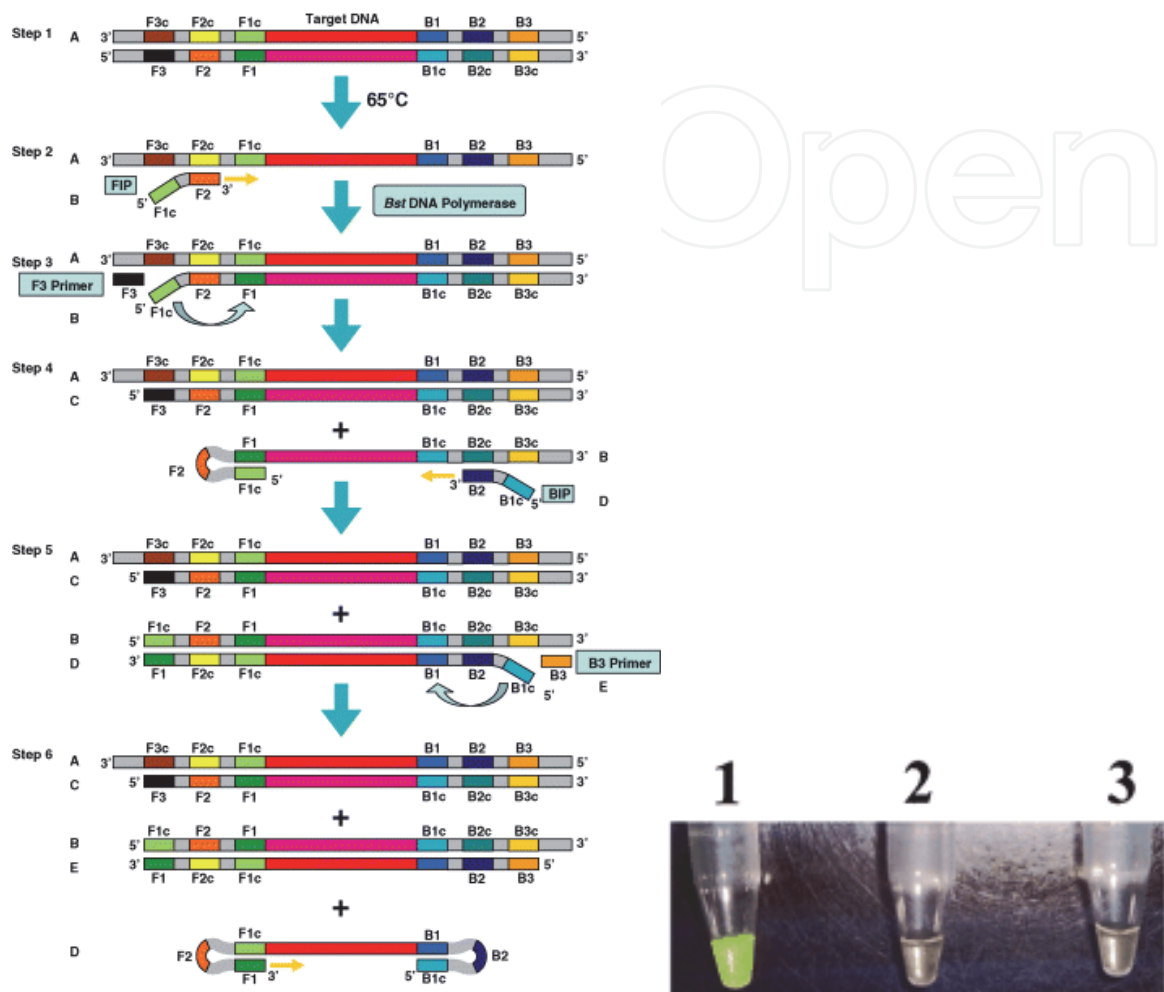 F3c F2c F1c Target DNA B1 B2 B3
Step 1 A 3’ 5’
5’ 3’
F3 F2 F1 B1c B2c B3c
65°C
F3c F2c F1c B1 B2 B3
Step 2 A 3’ 5’
FIP F2 3’
B 5’ F1c
Bst DNA Polymerase
F3c F2c F1c B1 B2 B3
Step 3 A 3’ 5’
F3 Primer 3’
F3 5’ F1c F2 F1 B1c B2c B3c
B
F3c F2c F1c B1 B2 B3
Step 4 A 3’ 5’
C 5’ 3’
F3 F2 F1 B1c B2c B3c
+
F1 B1c B2c B3c
3’ B
F2 F1c 5’ 3’ B2 B1c 5’ BIP
D
F3c F2c F1c B1 B2 B3
Step 5 A 3’ 5’
C 5’ 3’
F3 F2 F1 B1c B2c B3c
+
F1c F2 F1 B1c B2c B3c
B 5’ 3’
D 3’ B3 Primer
F1 F2c F1c B1 B2 B1c 5’ B3
E
F3c F2c F1c B1 B2 B3
Step 6 A 3’ 5’
C 5’ 3’
F3 F2 F1 B1c B2c B3c
+
F1c F2 F1 B1c B2c B3c
B 5’ 3’
E 3’ 5’
F1 F2c F1c B2 B3
+
F1c B1
D F2 B2
F1 3’ 5’ B1c
Open
1 2 3